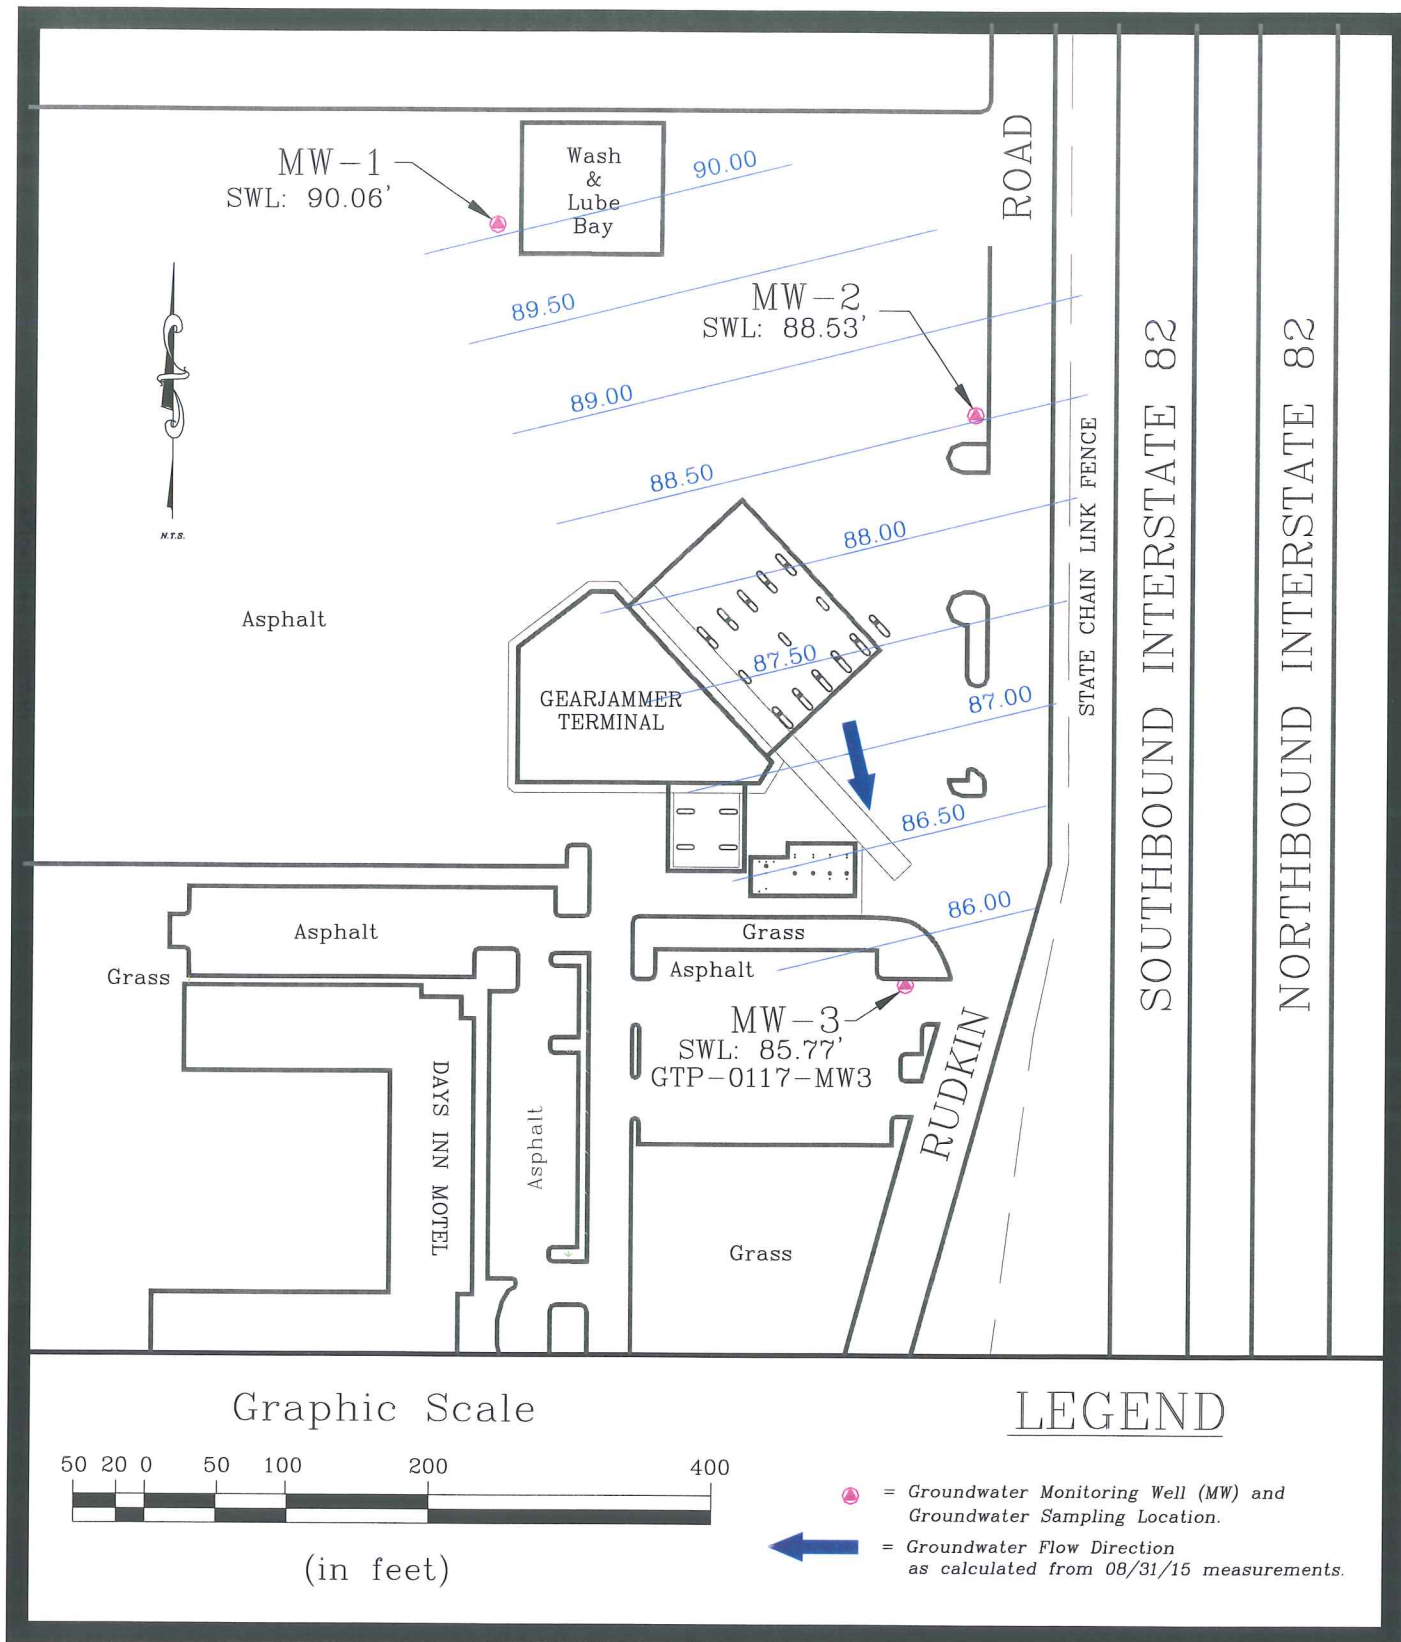 MW-1
SWL: 90.06'
Wash
&
Lube
Bay
90.00
ROAD
89.50
MW-2
SWL: 88.53'
89.00
88.50
N.T.S.
88.00
Asphalt
87.50
GEARJAMMER
TERMINAL
87.00
86.50
86.00
STATE CHAIN LINK FENCE
SOUTHBOUND INTERSTATE 82
NORTHBOUND INTERSTATE 82
Asphalt
Grass
Grass
Asphalt
MW-3
SWL: 85.77'
GTP-0117-MW3
RUDKIN
DAYS INN MOTEL
Asphalt
Grass
Graphic Scale
50 20 0 50 100 200 400
(in feet)
LEGEND
= Groundwater Monitoring Well (MW) and
Groundwater Sampling Location.
= Groundwater Flow Direction
as calculated from 08/31/15 measurements.